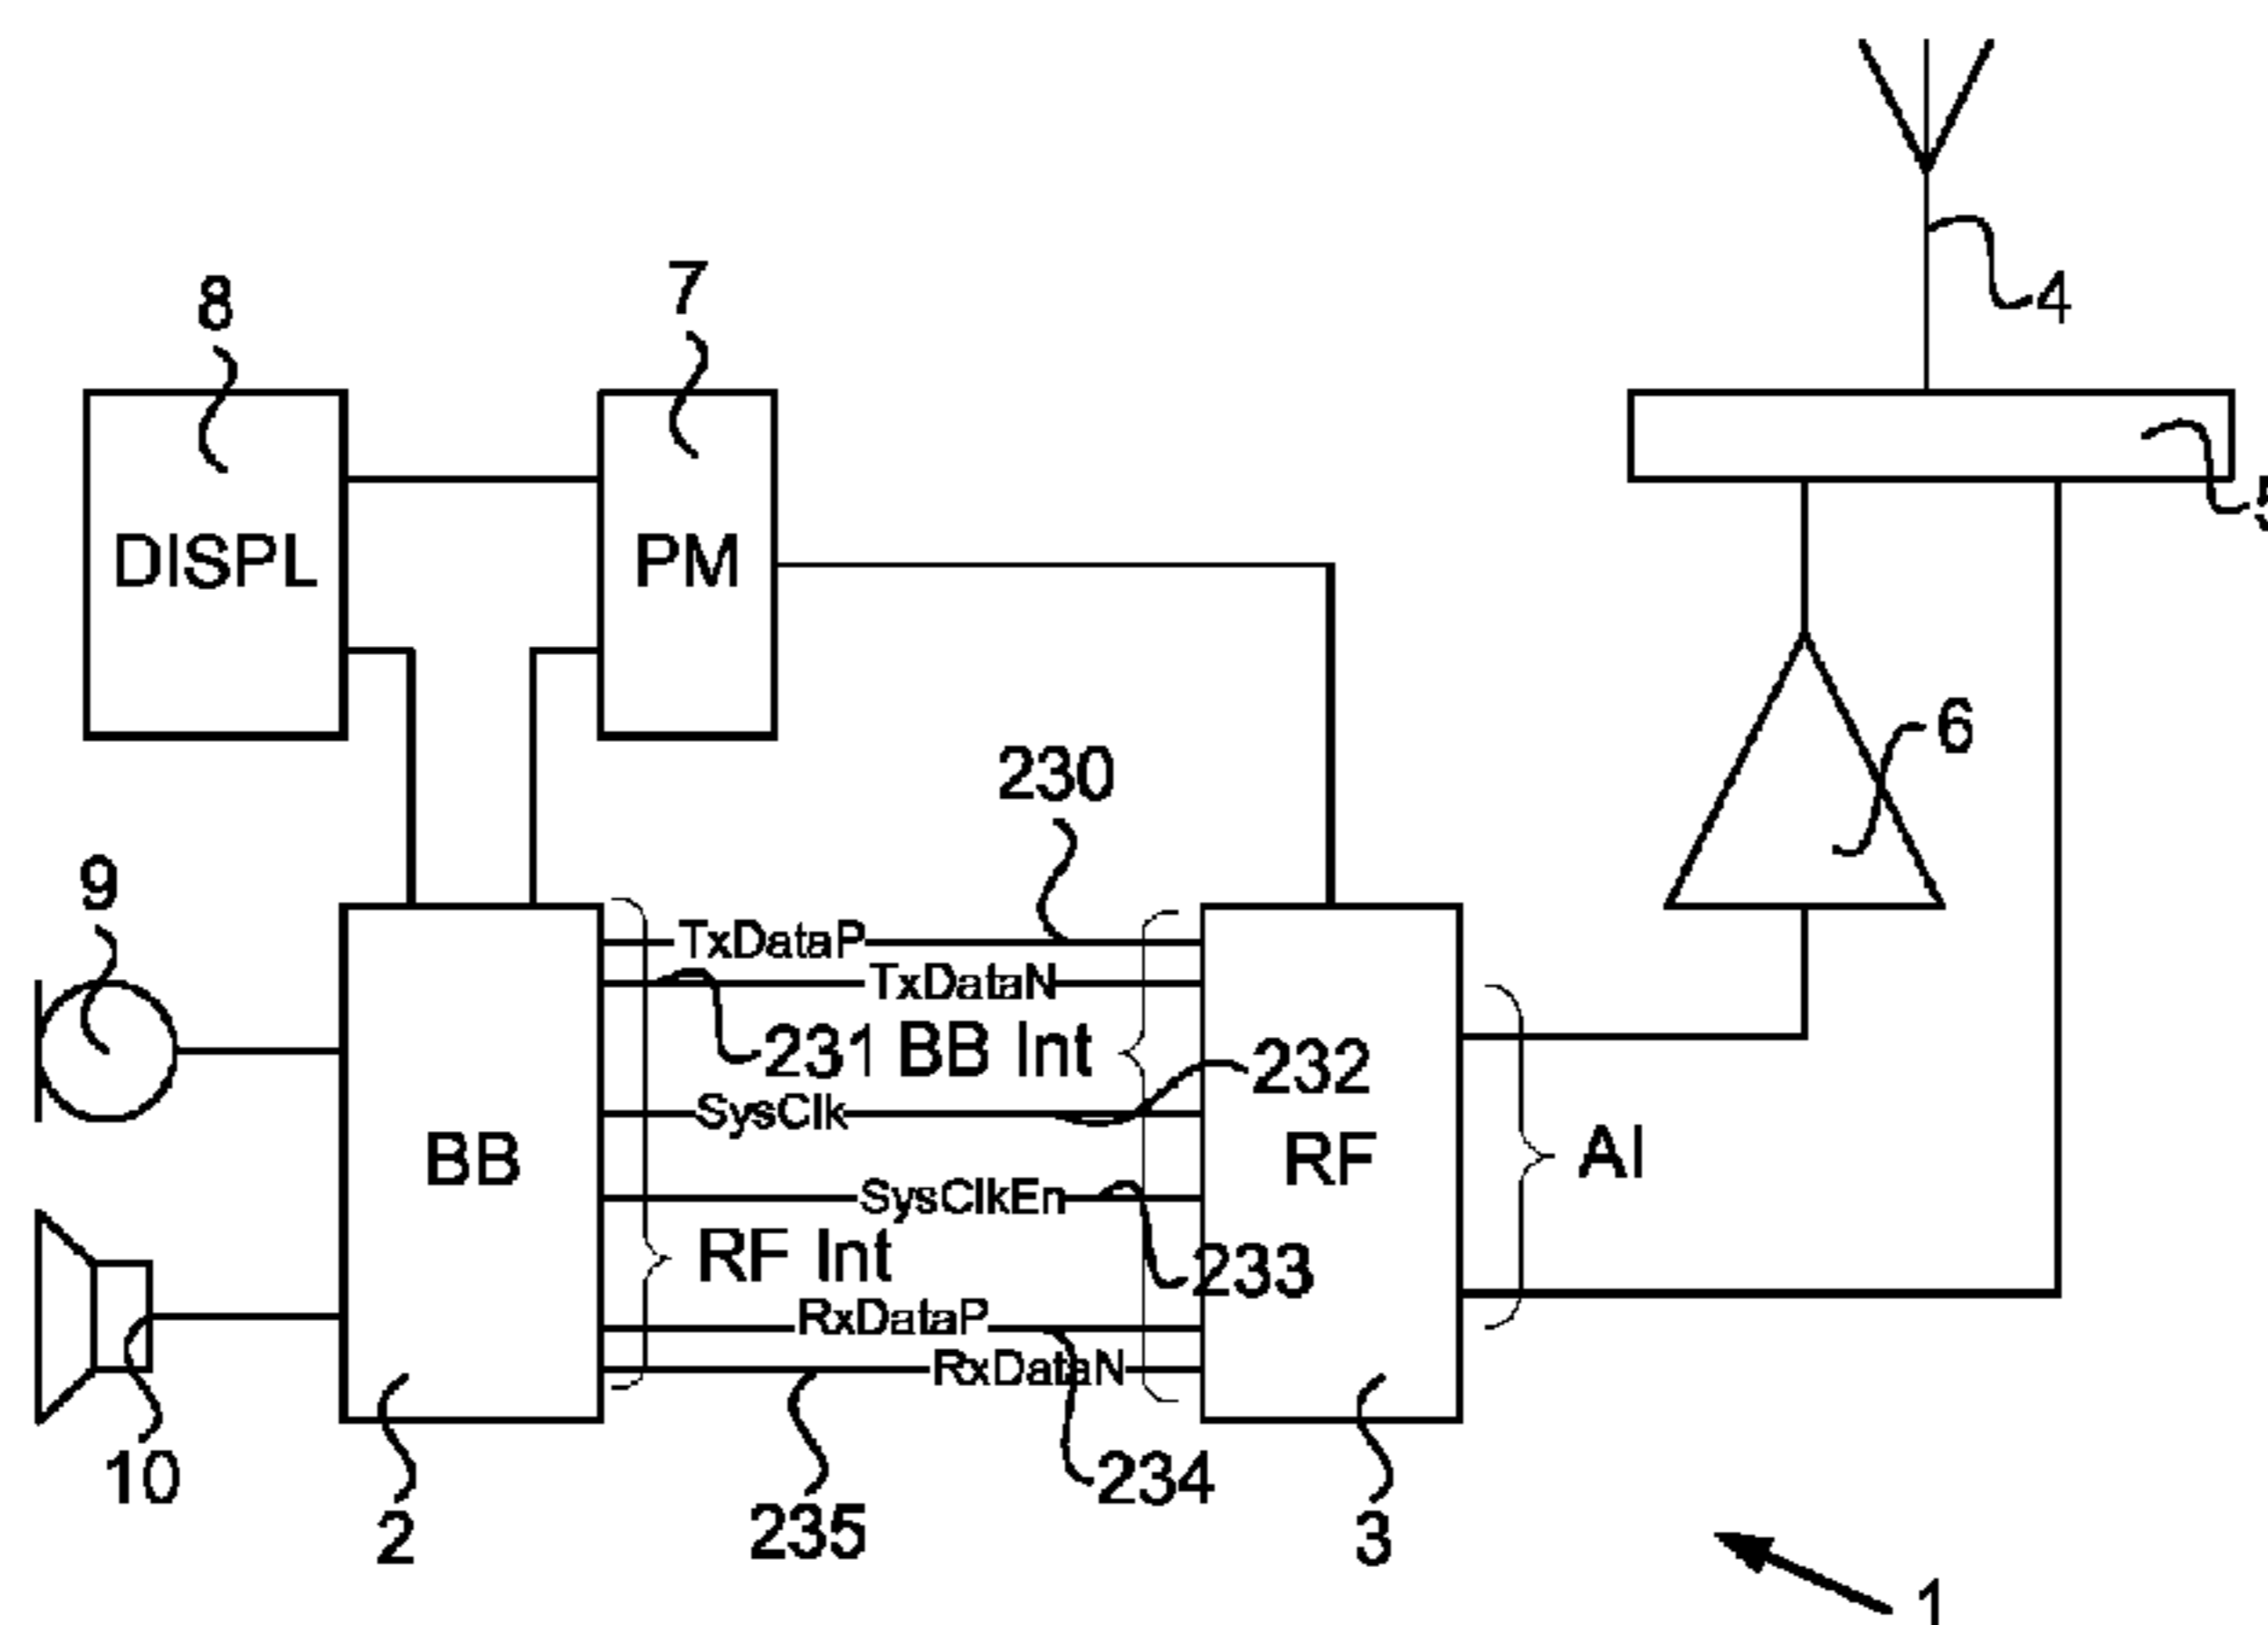 8
7
4
5
DISPL
PM
6
230
9
TxDataP
TxDataN
231
BB Int
232
SysClk
BB
RF
AI
SysClkEn
RF Int
233
RxDataP
RxDataN
10
234
2
235
3
1